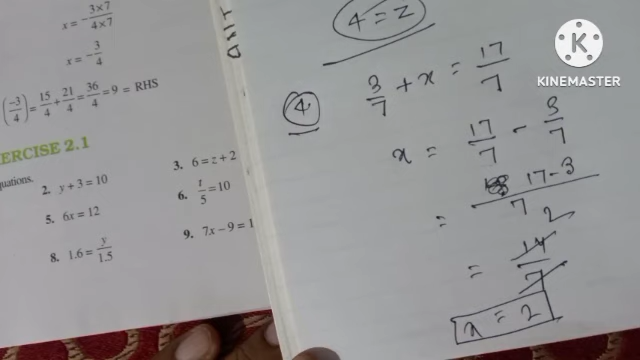 x = - 3×7 / 4×7
x = - 3/4
(-3/4) = 15/4 + 21/4 = 36/4 = 9 = RHS
ERCISE 2.1
quations.
2. y + 3 = 10
3. 6 = z + 2
5. 6x = 12
6. t/5 = 10
8. 1.6 = y/1.5
9. 7x – 9 = 1
4 = z
④ 3/7 + x = 17/7
x = 17/7 - 3/7
= 17-3 / 7
= 14/7 2
x = 2
K
KINEMASTER